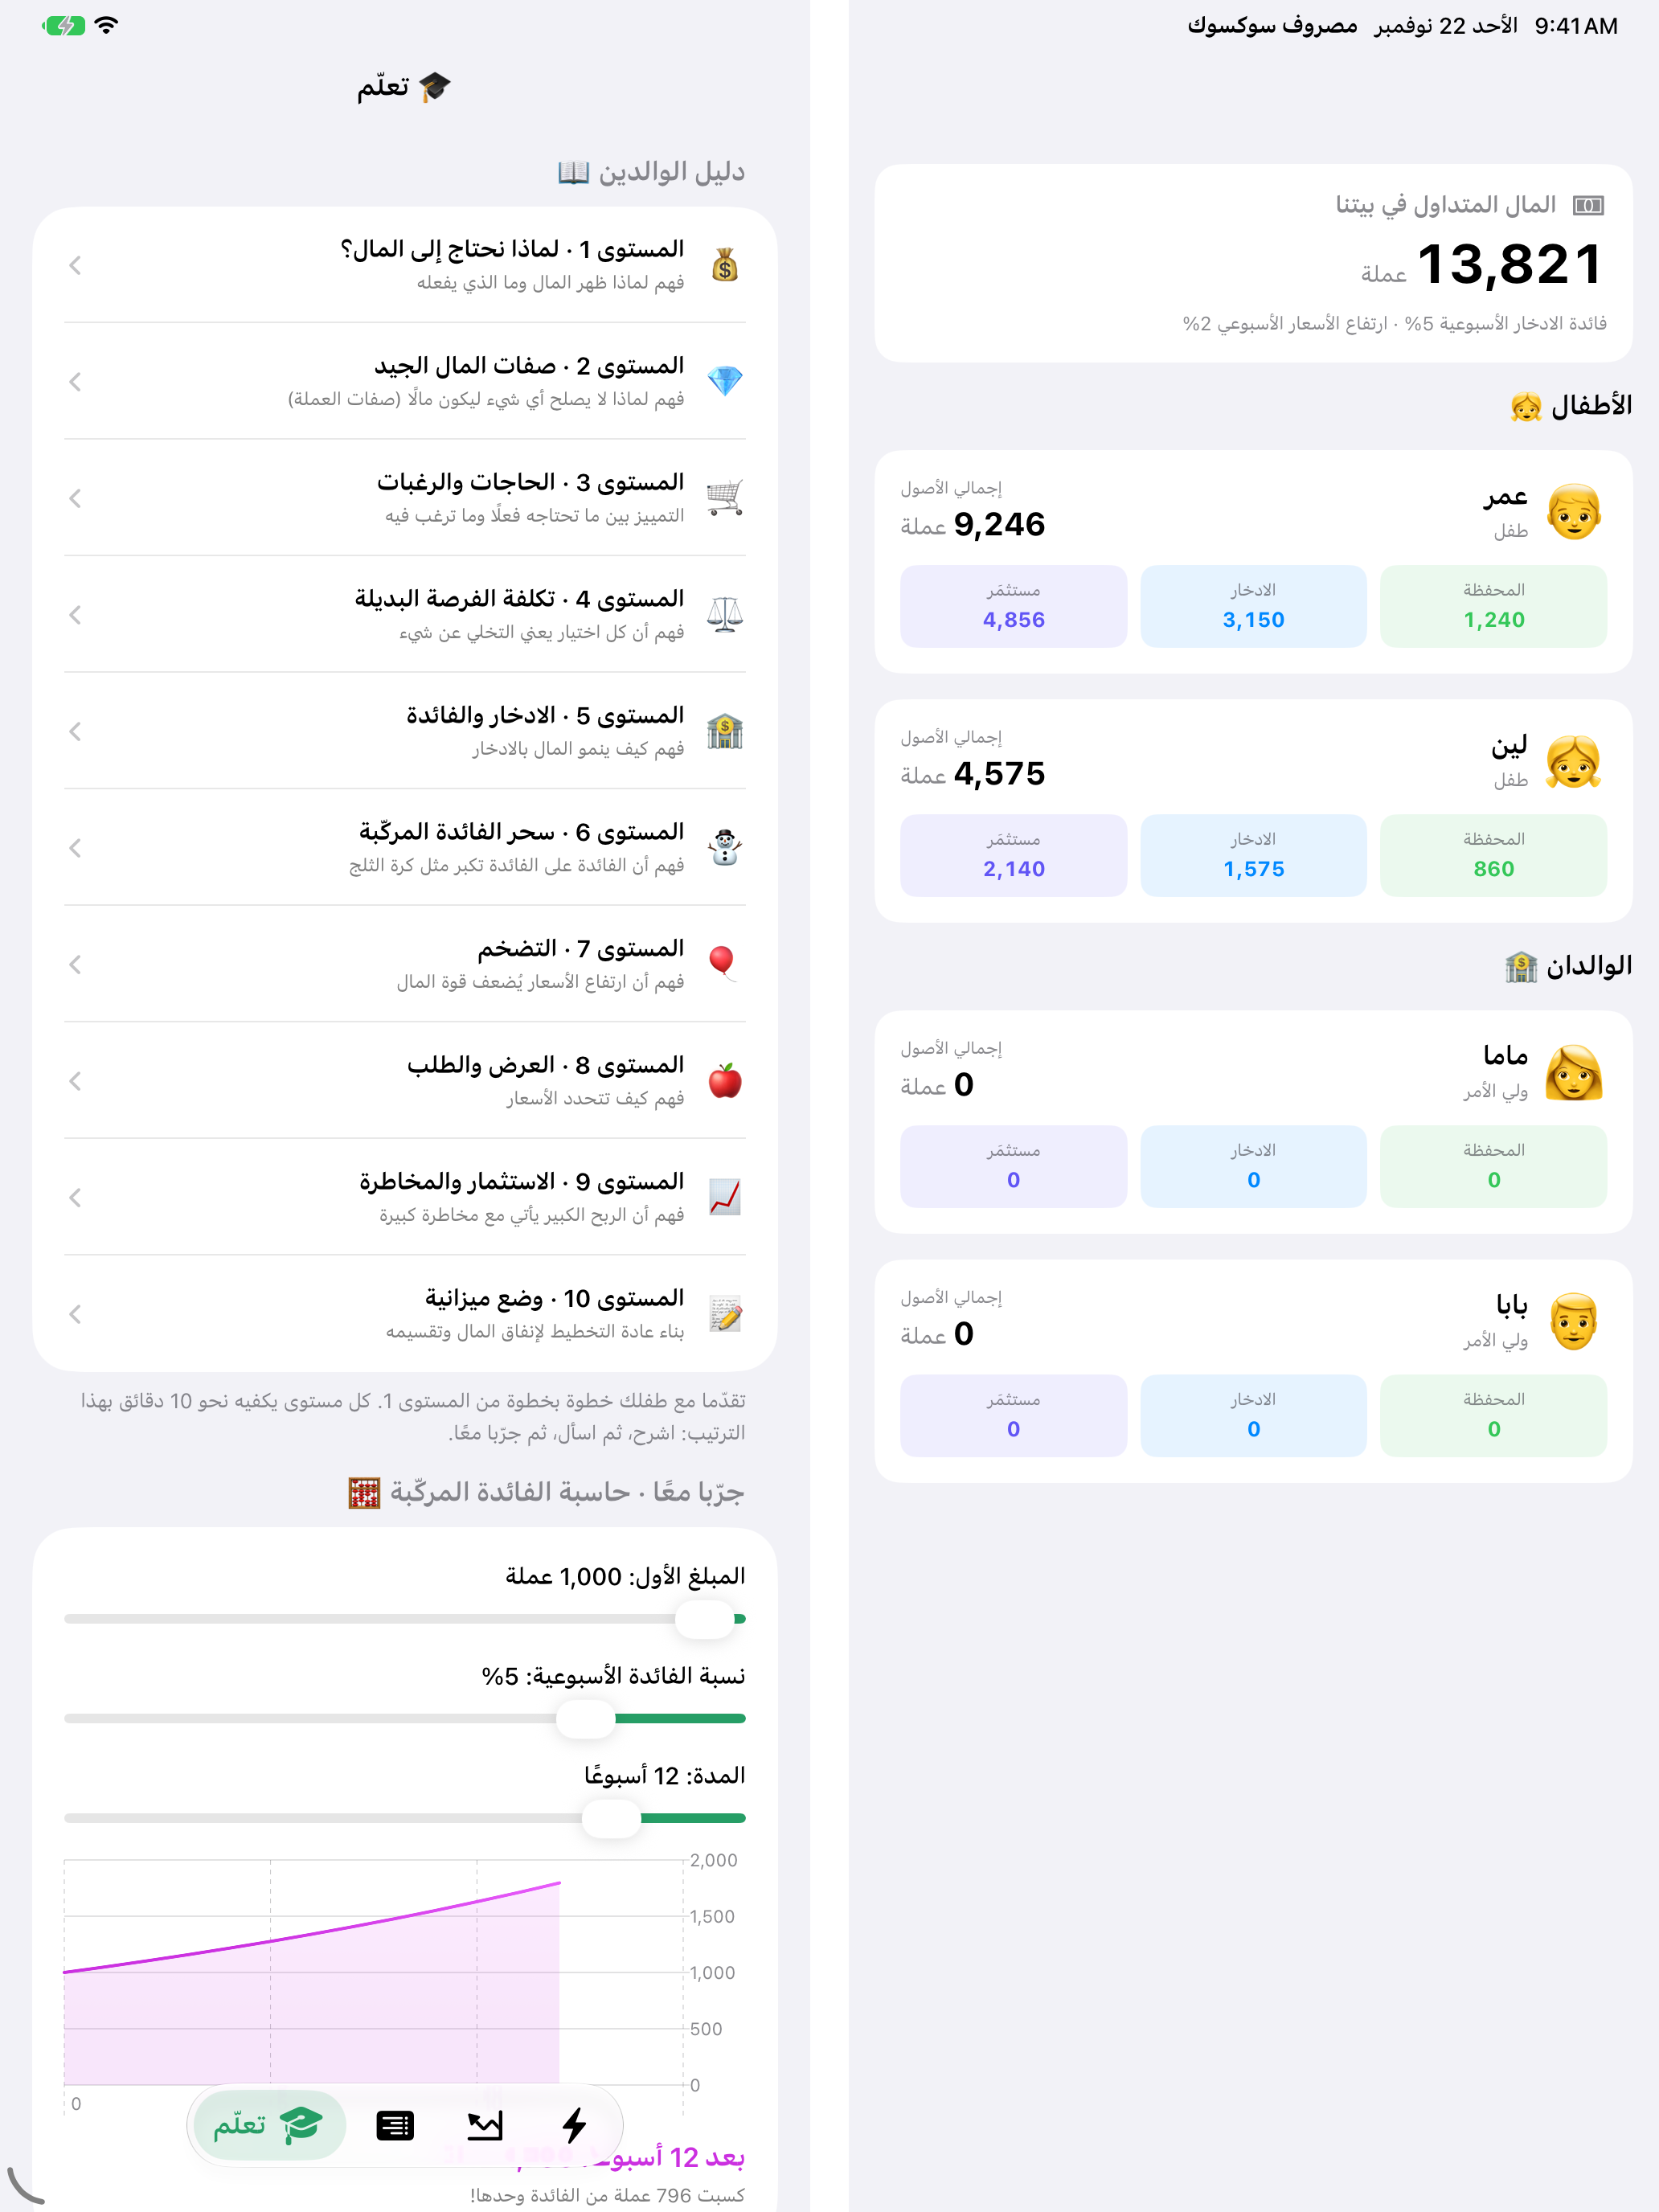 9:41 AM الأحد 22 نوفمبر مصروف سوكسوك
المال المتداول في بيتنا
13,821 عملة
فائدة الادخار الأسبوعية 5% · ارتفاع الأسعار الأسبوعي 2%
الأطفال
عمر
طفل
إجمالي الأصول
9,246 عملة
المحفظة
1,240
الادخار
3,150
مستثمَر
4,856
لين
طفل
إجمالي الأصول
4,575 عملة
المحفظة
860
الادخار
1,575
مستثمَر
2,140
الوالدان
ماما
ولي الأمر
إجمالي الأصول
0 عملة
المحفظة
0
الادخار
0
مستثمَر
0
بابا
ولي الأمر
إجمالي الأصول
0 عملة
المحفظة
0
الادخار
0
مستثمَر
0
تعلّم
دليل الوالدين
المستوى 1 · لماذا نحتاج إلى المال؟
فهم لماذا ظهر المال وما الذي يفعله
المستوى 2 · صفات المال الجيد
فهم لماذا لا يصلح أي شيء ليكون مالًا (صفات العملة)
المستوى 3 · الحاجات والرغبات
التمييز بين ما تحتاجه فعلًا وما ترغب فيه
المستوى 4 · تكلفة الفرصة البديلة
فهم أن كل اختيار يعني التخلي عن شيء
المستوى 5 · الادخار والفائدة
فهم كيف ينمو المال بالادخار
المستوى 6 · سحر الفائدة المركّبة
فهم أن الفائدة على الفائدة تكبر مثل كرة الثلج
المستوى 7 · التضخم
فهم أن ارتفاع الأسعار يُضعف قوة المال
المستوى 8 · العرض والطلب
فهم كيف تتحدد الأسعار
المستوى 9 · الاستثمار والمخاطرة
فهم أن الربح الكبير يأتي مع مخاطرة كبيرة
المستوى 10 · وضع ميزانية
بناء عادة التخطيط لإنفاق المال وتقسيمه
تقدّما مع طفلك خطوة بخطوة من المستوى 1. كل مستوى يكفيه نحو 10 دقائق بهذا
الترتيب: اشرح، ثم اسأل، ثم جرّبا معًا.
جرّبا معًا · حاسبة الفائدة المركّبة
المبلغ الأول: 1,000 عملة
نسبة الفائدة الأسبوعية: 5%
المدة: 12 أسبوعًا
2,000
1,500
1,000
500
0
0
تعلّم
بعد 12
كسبت 796 عملة من الفائدة وحدها!